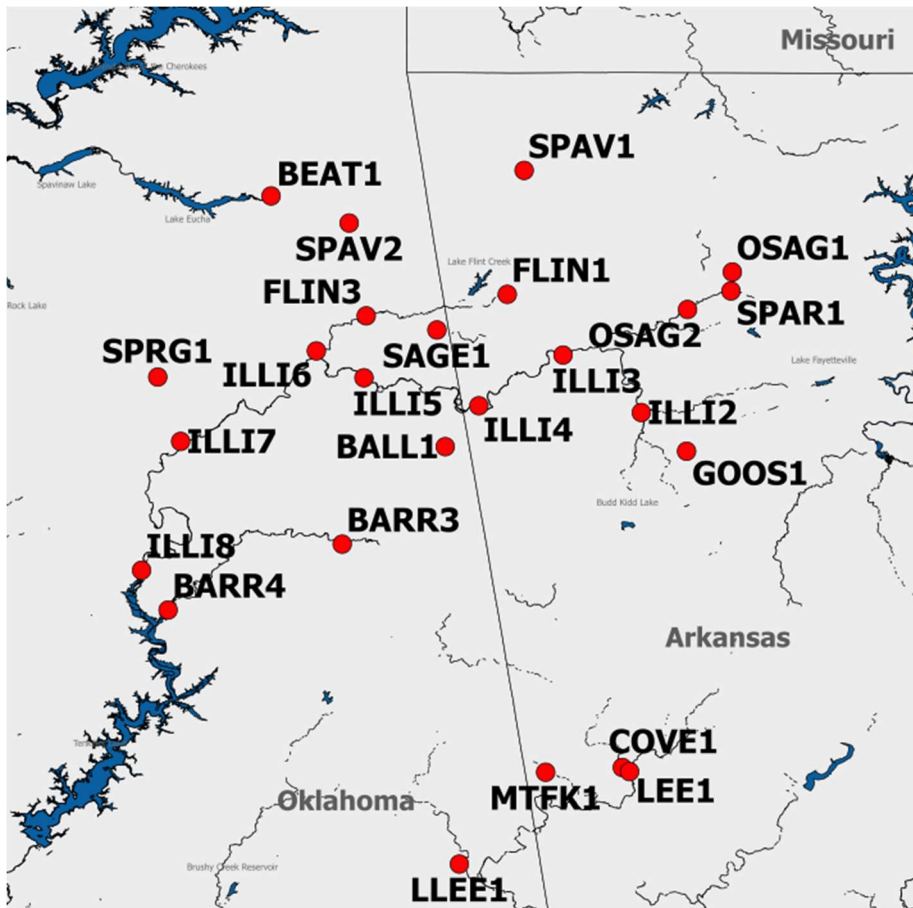 Missouri
the Cherokees
SPAV1
BEAT1
Spavinaw Lake
Lake Eucha
SPAV2
OSAG1
Lake Flint Creek
FLIN1
FLIN3
Rock Lake
SPAR1
OSAG2
SAGE1
SPRG1
ILLI6
ILLI3
Lake Fayetteville
ILLI5
ILLI4
ILLI2
ILLI7
BALL1
GOOS1
Budd Kidd Lake
BARR3
ILLI8
BARR4
Arkansas
COVE1
MTFK1
LEE1
Oklahoma
Brushy Creek Reservoir
LLEE1